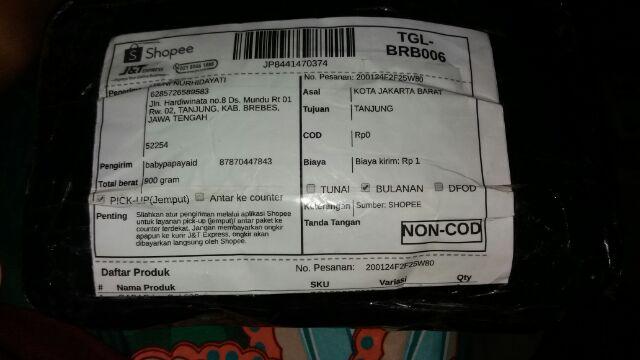 Shopee
J&T Express
TGL-
BRB006
JP8441470374
No. Pesanan: 200124F2F25W80
NURHIDAYATI
6285726589583
Jln. Hardiwinata no.8 Ds. Mundu Rt 01
Rw. 02, TANJUNG, KAB. BREBES,
JAWA TENGAH
52254
Asal KOTA JAKARTA BARAT
Tujuan TANJUNG
COD Rp0
Pengirim babypapayaid 87870447843
Biaya Biaya kirim: Rp 1
Total berat 900 gram
TUNAI BULANAN DFOD
PICK-UP(Jemput) Antar ke counter
Keterangan Sumber: SHOPEE
Penting Silahkan atur pengiriman melalui aplikasi Shopee
untuk layanan pick-up (jemput) antar paket ke
counter terdekat. Jangan membayarkan ongkir
apapun ke kurir J&T Express, ongkir akan
dibayarkan langsung oleh Shopee.
Tanda Tangan
NON-COD
Daftar Produk No. Pesanan: 200124F2F25W80
# Nama Produk SKU Variasi Qty